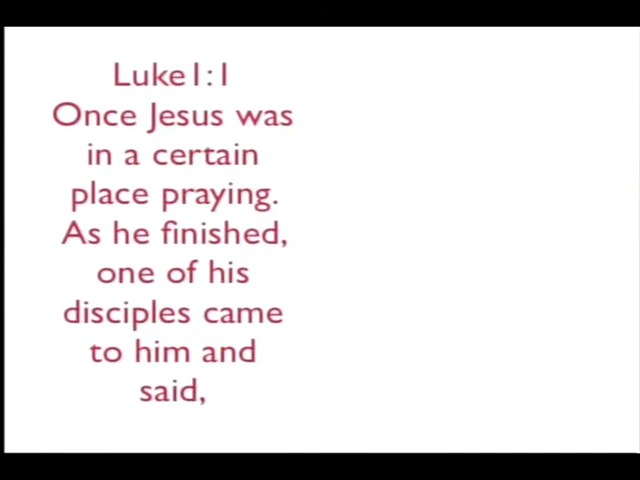 Luke1:1
Once Jesus was
in a certain
place praying.
As he finished,
one of his
disciples came
to him and
said,